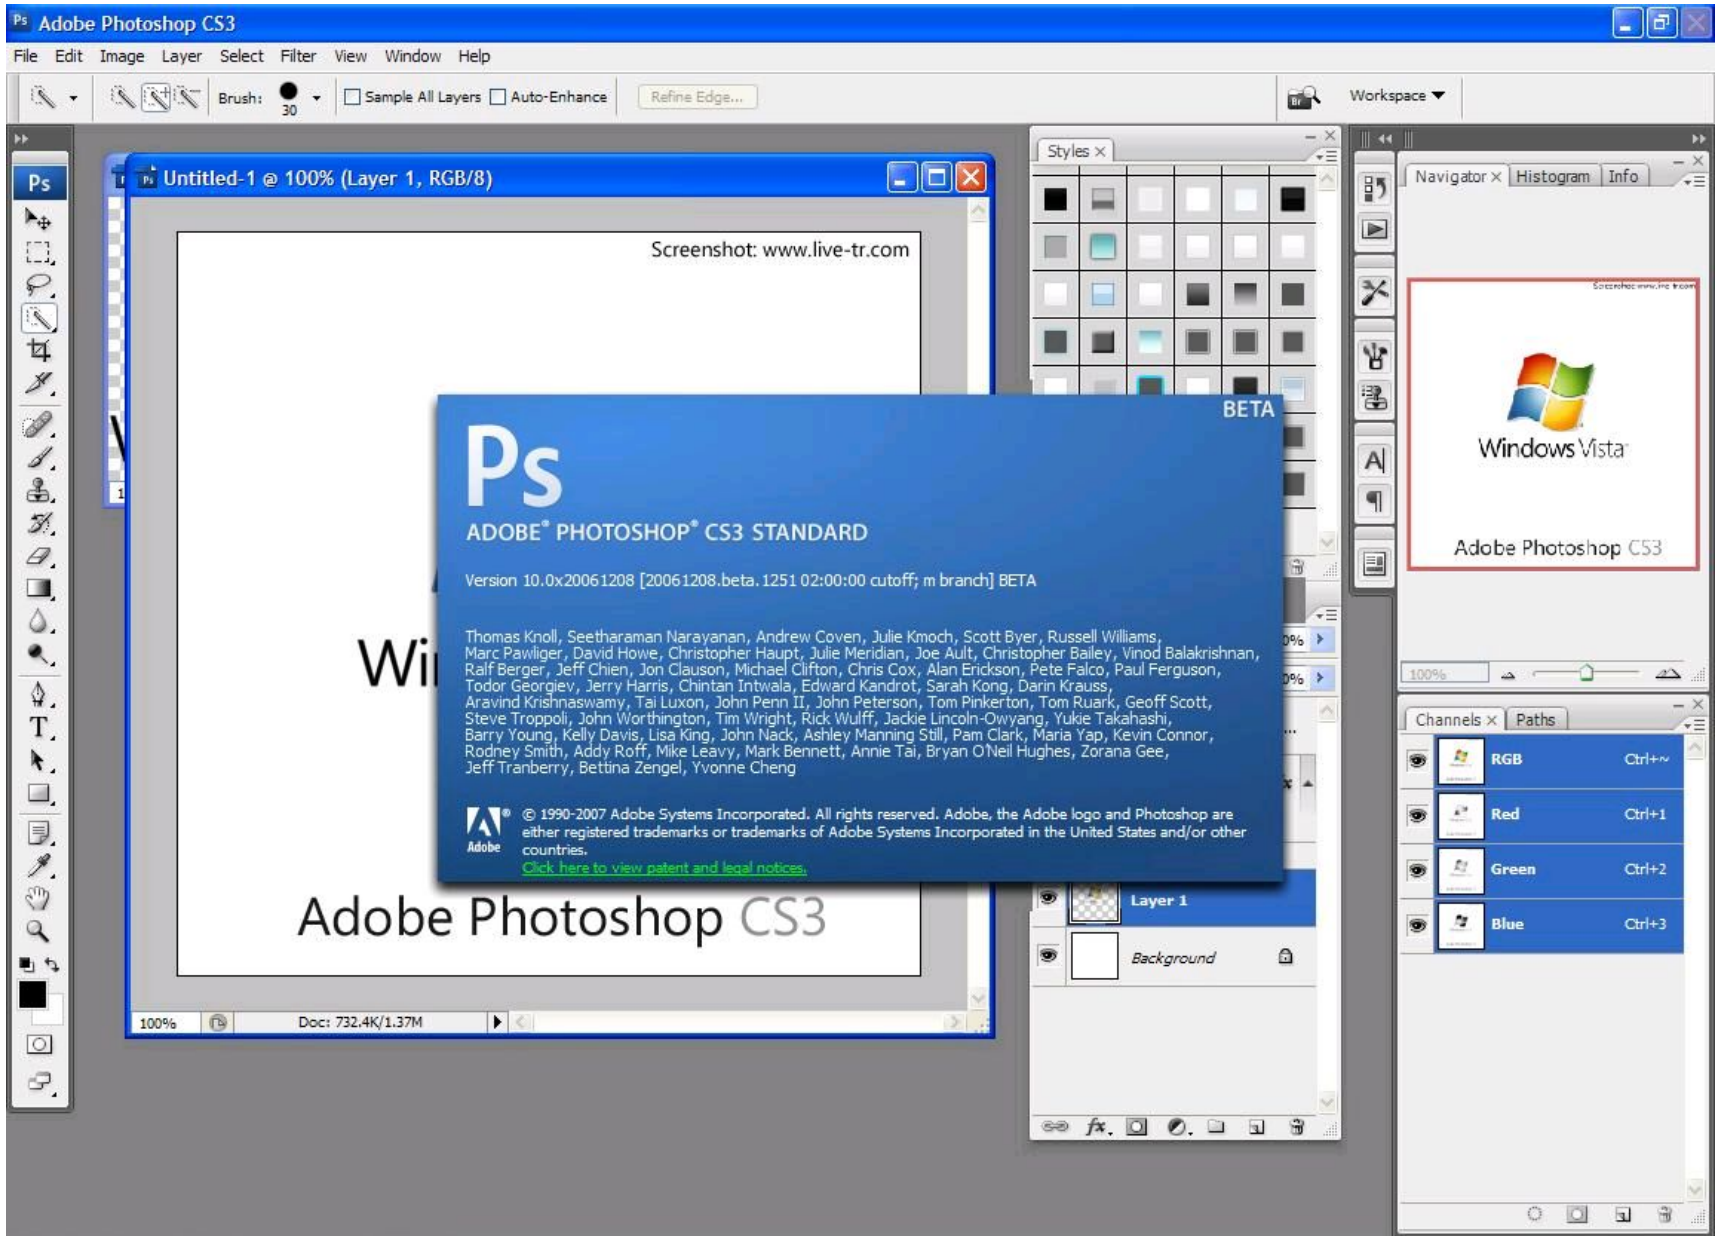 Ps Adobe Photoshop CS3
File Edit Image Layer Select Filter View Window Help
Brush: 30 Sample All Layers Auto-Enhance Refine Edge... Br Workspace
Ps
Untitled-1 @ 100% (Layer 1, RGB/8)
Screenshot: www.live-tr.com
Adobe Photoshop CS3
100% Doc: 732.4K/1.37M
Styles
BETA
Ps
ADOBE® PHOTOSHOP® CS3 STANDARD
Version 10.0x20061208 [20061208.beta.1251 02:00:00 cutoff; m branch] BETA
Thomas Knoll, Seetharaman Narayanan, Andrew Coven, Julie Kmoch, Scott Byer, Russell Williams,
Marc Pawliger, David Howe, Christopher Haupt, Julie Meridian, Joe Ault, Christopher Bailey, Vinod Balakrishnan,
Ralf Berger, Jeff Chien, Jon Clauson, Michael Clifton, Chris Cox, Alan Erickson, Pete Falco, Paul Ferguson,
Todor Georgiev, Jerry Harris, Chintan Intwala, Edward Kandrot, Sarah Kong, Darin Krauss,
Aravind Krishnaswamy, Tai Luxon, John Penn II, John Peterson, Tom Pinkerton, Tom Ruark, Geoff Scott,
Steve Troppoli, John Worthington, Tim Wright, Rick Wulff, Jackie Lincoln-Owyang, Yukie Takahashi,
Barry Young, Kelly Davis, Lisa King, John Nack, Ashley Manning Still, Pam Clark, Maria Yap, Kevin Connor,
Rodney Smith, Addy Roff, Mike Leavy, Mark Bennett, Annie Tai, Bryan O'Neil Hughes, Zorana Gee,
Jeff Tranberry, Bettina Zengel, Yvonne Cheng
Adobe
© 1990-2007 Adobe Systems Incorporated. All rights reserved. Adobe, the Adobe logo and Photoshop are
either registered trademarks or trademarks of Adobe Systems Incorporated in the United States and/or other
countries.
Click here to view patent and legal notices.
Layer 1
Background
Navigator Histogram Info
Screenshot: www.live-tr.com
Windows Vista
Adobe Photoshop CS3
100%
Channels Paths
RGB Ctrl+~
Red Ctrl+1
Green Ctrl+2
Blue Ctrl+3